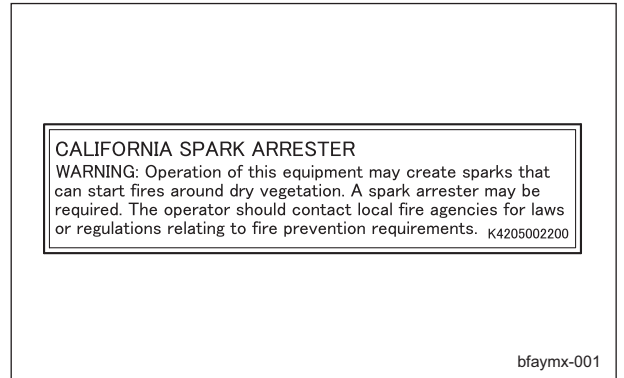 CALIFORNIA SPARK ARRESTER
WARNING: Operation of this equipment may create sparks that
can start fires around dry vegetation. A spark arrester may be
required. The operator should contact local fire agencies for laws
or regulations relating to fire prevention requirements. K4205002200
bfaymx-001